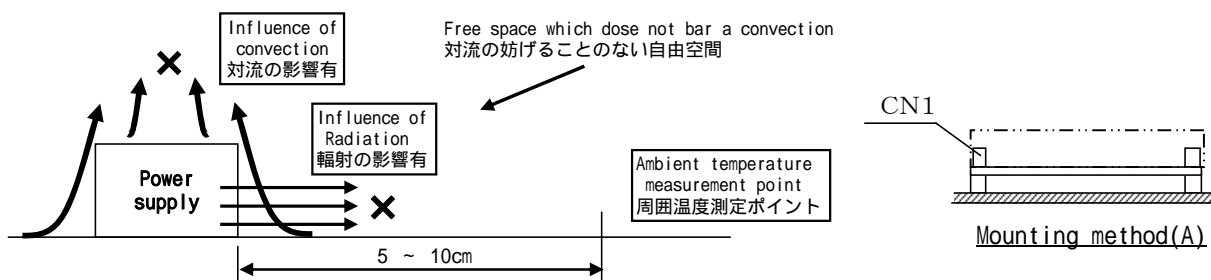 Influence of
convection
対流の影響有
Free space which dose not bar a convection
対流の妨げることのない自由空間
Influence of
Radiation
輻射の影響有
Power
supply
Ambient temperature
measurement point
周囲温度測定ポイント
5 ~ 10cm
CN1
Mounting method(A)